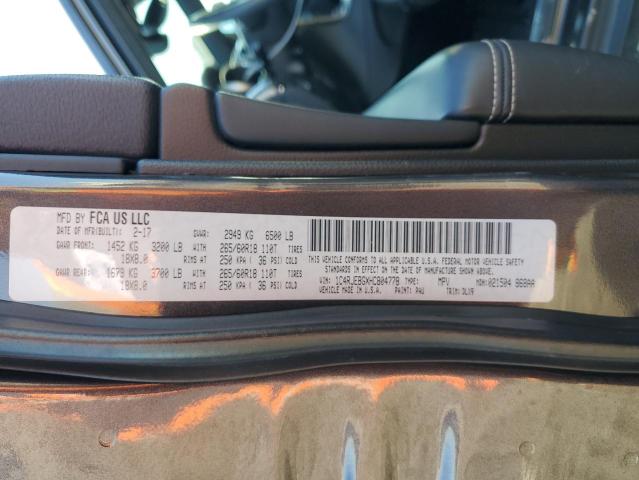 MFD BY FCA US LLC
DATE OF MFR(BUILT): 2-17 GVWR: 2949 KG 6500 LB
GAWR FRONT: 1452 KG 3200 LB WITH 265/60R18 110T TIRES
18X8.0 RIMS AT 250 KPA ( 36 PSI) COLD
GAWR REAR: 1678 KG 3700 LB WITH 265/60R18 110T TIRES
18X8.0 RIMS AT 250 KPA ( 36 PSI) COLD
THIS VEHICLE CONFORMS TO ALL APPLICABLE U.S.A. FEDERAL MOTOR VEHICLE SAFETY
STANDARDS IN EFFECT ON THE DATE OF MANUFACTURE SHOWN ABOVE.
VIN: 1C4RJEBGXHC804778 TYPE: MPV MDH:021504 868AA
VEHICLE MADE IN U.S.A. PAINT: PAU TRIM: DLX9